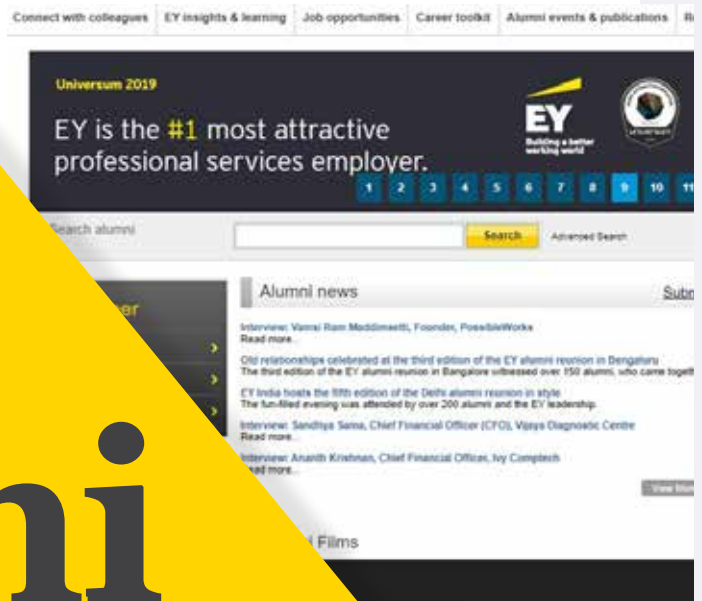 Connect with colleagues EY insights & learning Job opportunities Career toolkit Alumni events & publications
Universum 2019
EY is the #1 most attractive
professional services employer.
EY
Building a better
working world
1 2 3 4 5 6 7 8 9 10 11
Search alumni
Search
Advanced Search
Alumni news
Subm
Interview: Vamsi Ram Maddimsetti, Founder, PossibleWorks
Read more...
Old relationships celebrated at the third edition of the EY alumni reunion in Bengaluru
The third edition of the EY alumni reunion in Bangalore witnessed over 150 alumni, who came togeth
EY India hosts the fifth edition of the Delhi alumni reunion in style
The fun-filled evening was attended by over 200 alumni and the EY leadership.
Interview: Sandhya Sama, Chief Financial Officer (CFO), Vijaya Diagnostic Centre
Read more...
Interview: Ananth Krishnan, Chief Financial Officer, Ivy Comptech
Read more...
View More
Films
ni